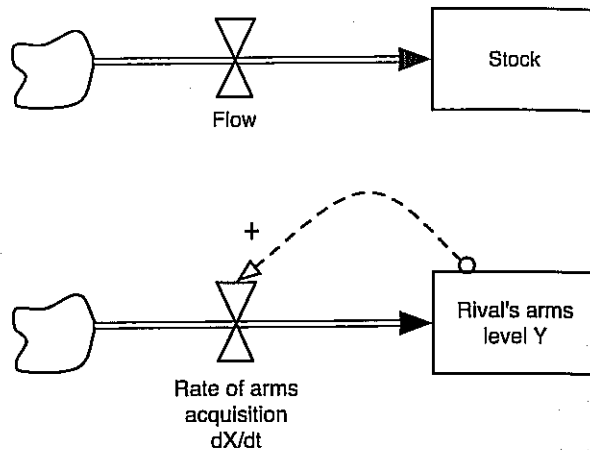 Stock
Flow
+
Rival's arms
level Y
Rate of arms
acquisition
dX/dt